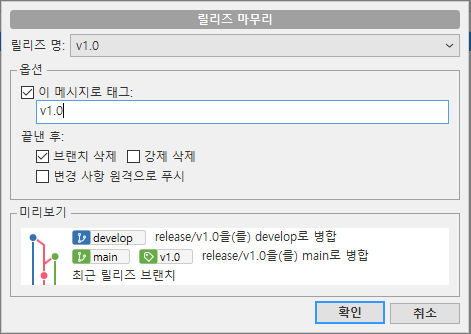 릴리즈 마무리
릴리즈 명: v1.0
옵션
이 메시지로 태그:
v1.0
끝낸 후:
브랜치 삭제 강제 삭제
변경 사항 원격으로 푸시
미리보기
develop release/v1.0을(를) develop로 병합
main v1.0 release/v1.0을(를) main로 병합
최근 릴리즈 브랜치
확인 취소